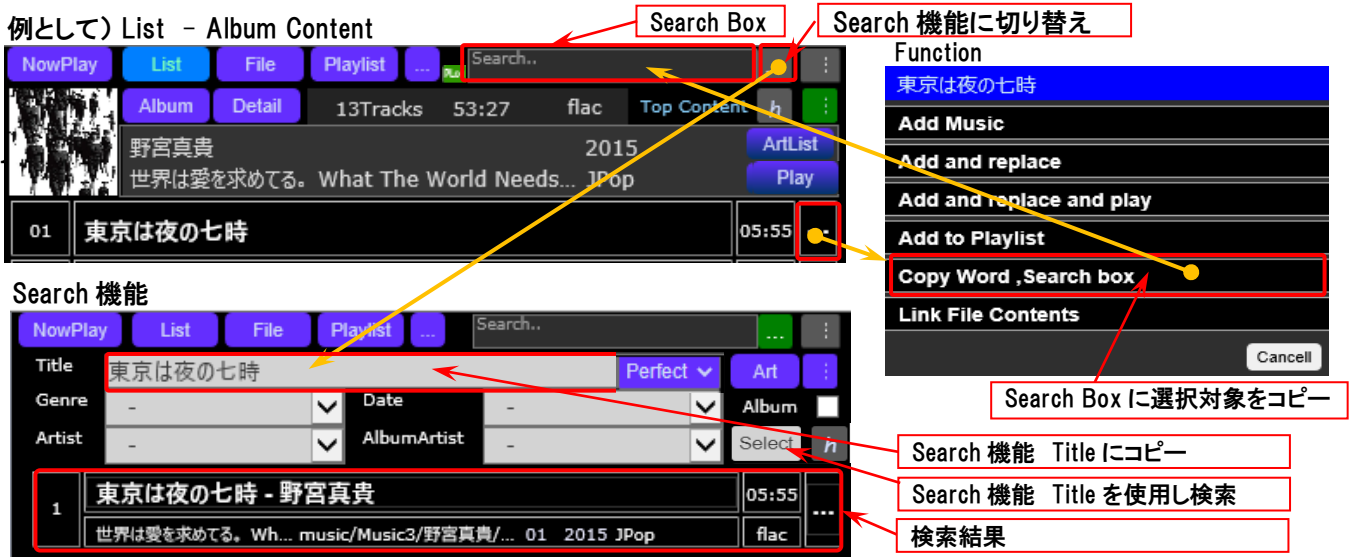 例として) List － Album Content
Search Box
Search 機能に切り替え
NowPlay List File Playlist ... Search.. ⋮
Album Detail 13Tracks 53:27 flac Top Content h ⋮
野宮真貴 2015 ArtList
世界は愛を求めてる。What The World Needs... JPop Play
01 東京は夜の七時 05:55
Function
東京は夜の七時
Add Music
Add and replace
Add and replace and play
Add to Playlist
Copy Word ,Search box
Link File Contents
Cancell
Search Box に選択対象をコピー
Search 機能
NowPlay List File Playlist ... Search.. ... ⋮
Title 東京は夜の七時 Perfect Art ⋮
Genre - Date - Album
Artist - AlbumArtist - Select h
1 東京は夜の七時 - 野宮真貴 05:55 ...
世界は愛を求めてる。Wh... music/Music3/野宮真貴/... 01 2015 JPop flac
Search 機能 Title にコピー
Search 機能 Title を使用し検索
検索結果